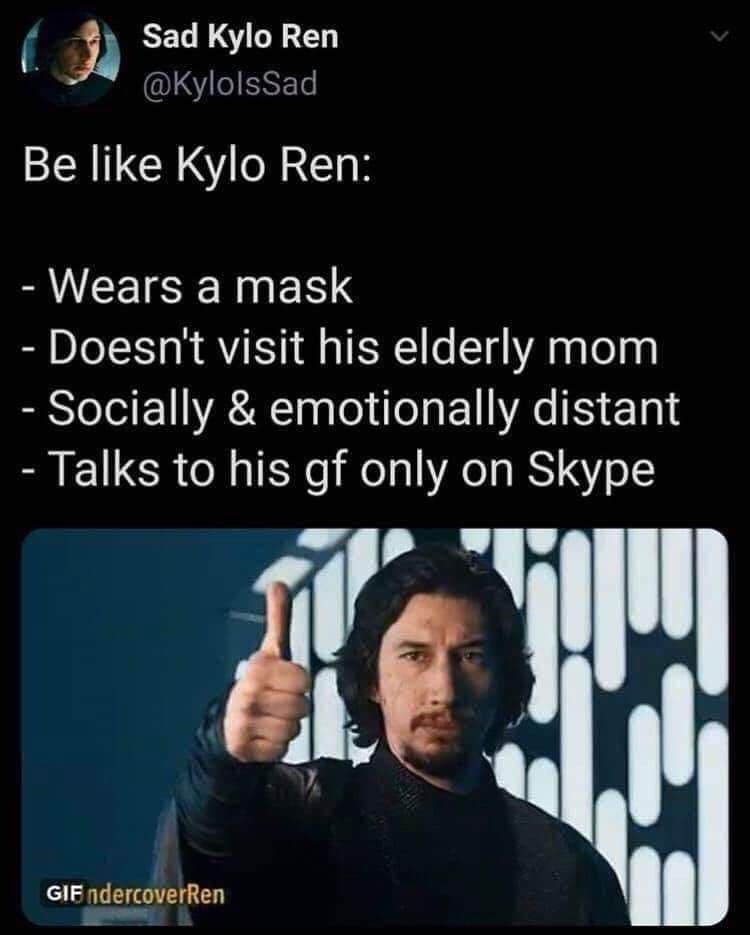 Sad Kylo Ren
@KyloIsSad
Be like Kylo Ren:
- Wears a mask
- Doesn't visit his elderly mom
- Socially & emotionally distant
- Talks to his gf only on Skype
GIF ndercoverRen